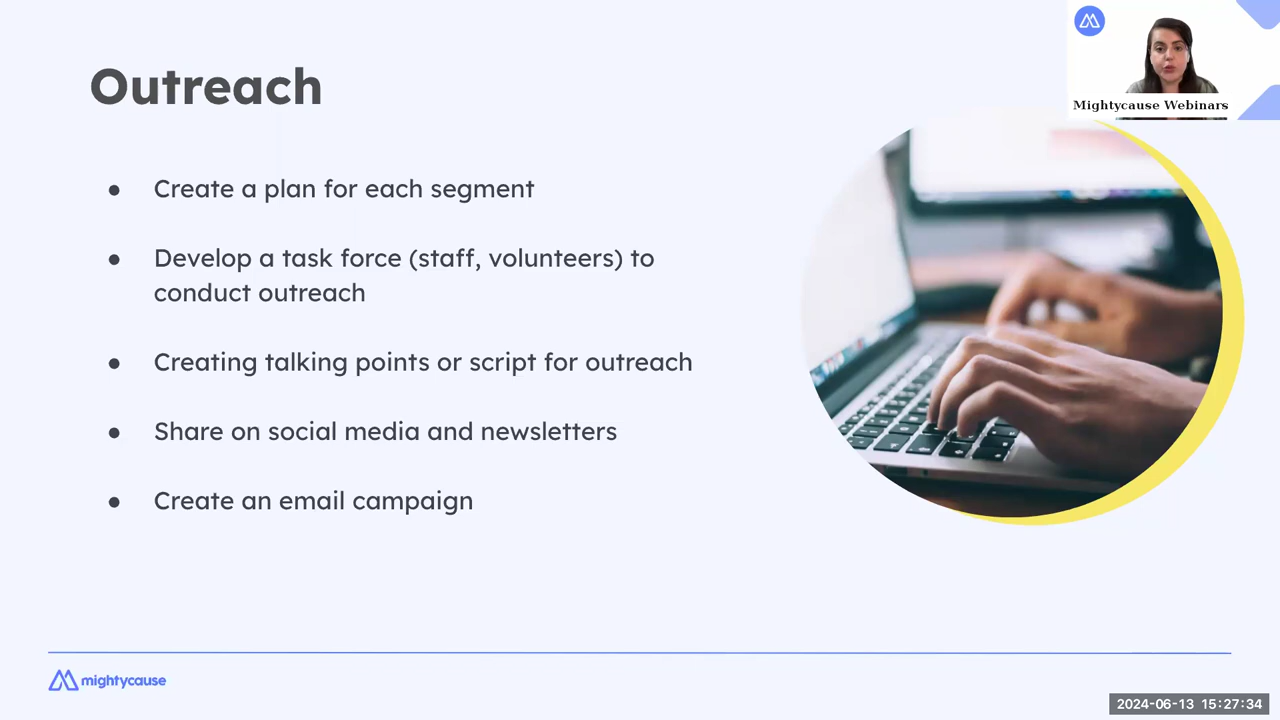 Outreach
Mightycause Webinars
● Create a plan for each segment
● Develop a task force (staff, volunteers) to
conduct outreach
● Creating talking points or script for outreach
● Share on social media and newsletters
● Create an email campaign
mightycause
2024-06-13 15:27:34